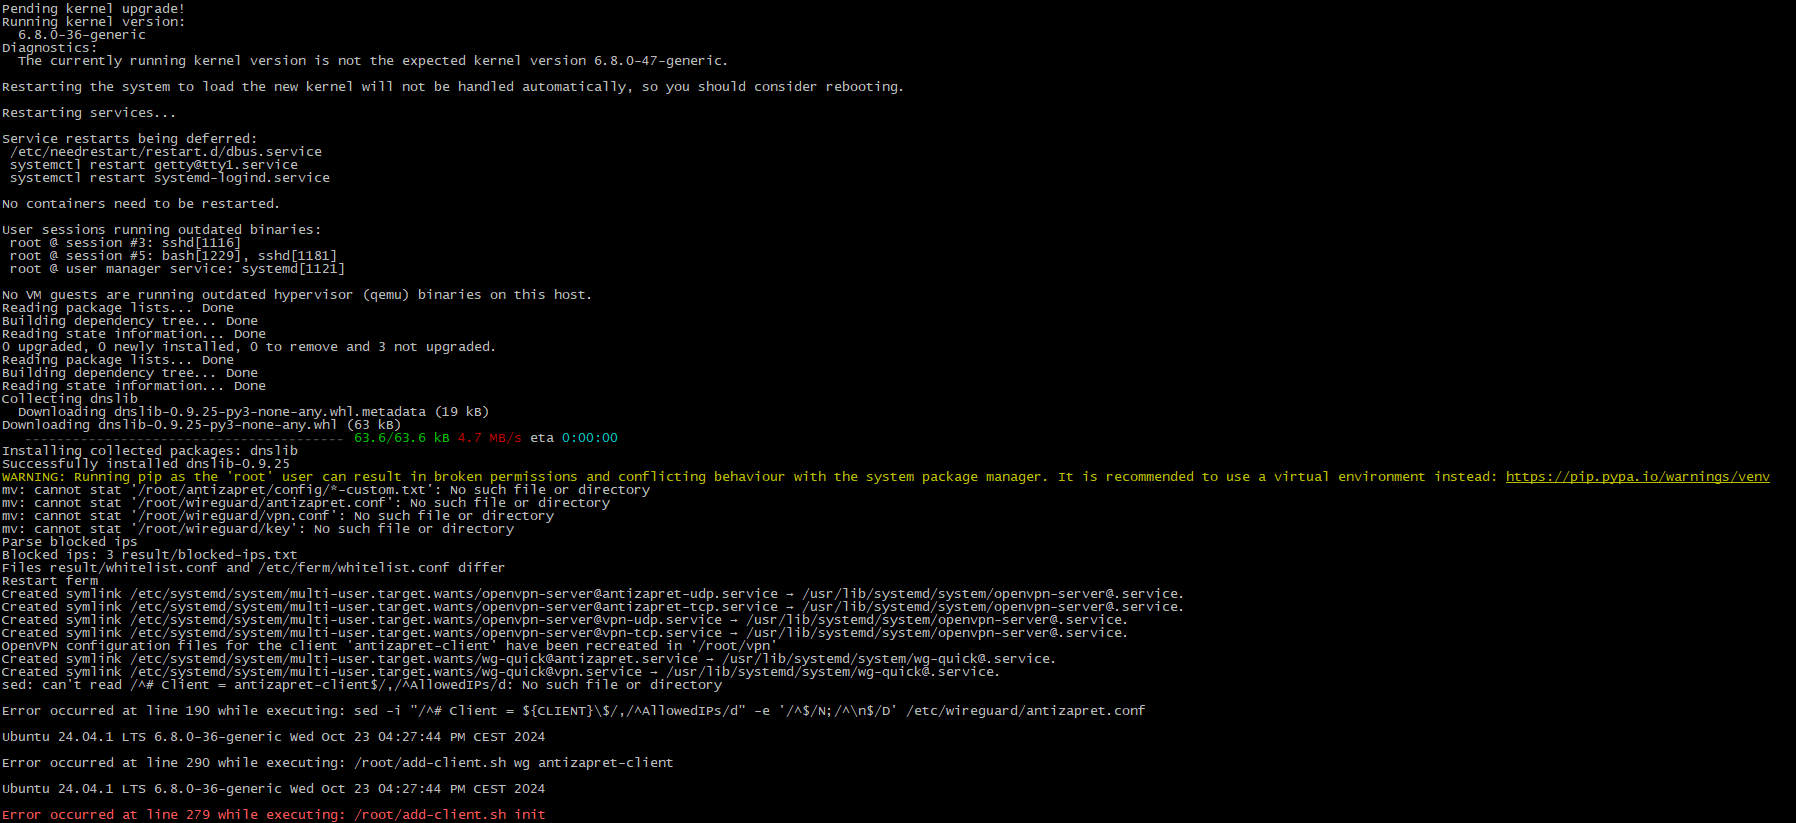 Pending kernel upgrade!
Running kernel version:
  6.8.0-36-generic
Diagnostics:
  The currently running kernel version is not the expected kernel version 6.8.0-47-generic.

Restarting the system to load the new kernel will not be handled automatically, so you should consider rebooting.

Restarting services...

Service restarts being deferred:
 /etc/needrestart/restart.d/dbus.service
 systemctl restart getty@tty1.service
 systemctl restart systemd-logind.service

No containers need to be restarted.

User sessions running outdated binaries:
 root @ session #3: sshd[1116]
 root @ session #5: bash[1229], sshd[1181]
 root @ user manager service: systemd[1121]

No VM guests are running outdated hypervisor (qemu) binaries on this host.
Reading package lists... Done
Building dependency tree... Done
Reading state information... Done
0 upgraded, 0 newly installed, 0 to remove and 3 not upgraded.
Reading package lists... Done
Building dependency tree... Done
Reading state information... Done
Collecting dnslib
  Downloading dnslib-0.9.25-py3-none-any.whl.metadata (19 kB)
Downloading dnslib-0.9.25-py3-none-any.whl (63 kB)
   ---------------------------------------- 63.6/63.6 kB 4.7 MB/s eta 0:00:00
Installing collected packages: dnslib
Successfully installed dnslib-0.9.25
WARNING: Running pip as the 'root' user can result in broken permissions and conflicting behaviour with the system package manager. It is recommended to use a virtual environment instead: https://pip.pypa.io/warnings/venv
mv: cannot stat '/root/antizapret/config/*-custom.txt': No such file or directory
mv: cannot stat '/root/wireguard/antizapret.conf': No such file or directory
mv: cannot stat '/root/wireguard/vpn.conf': No such file or directory
mv: cannot stat '/root/wireguard/key': No such file or directory
Parse blocked ips
Blocked ips: 3 result/blocked-ips.txt
Files result/whitelist.conf and /etc/ferm/whitelist.conf differ
Restart ferm
Created symlink /etc/systemd/system/multi-user.target.wants/openvpn-server@antizapret-udp.service → /usr/lib/systemd/system/openvpn-server@.service.
Created symlink /etc/systemd/system/multi-user.target.wants/openvpn-server@antizapret-tcp.service → /usr/lib/systemd/system/openvpn-server@.service.
Created symlink /etc/systemd/system/multi-user.target.wants/openvpn-server@vpn-udp.service → /usr/lib/systemd/system/openvpn-server@.service.
Created symlink /etc/systemd/system/multi-user.target.wants/openvpn-server@vpn-tcp.service → /usr/lib/systemd/system/openvpn-server@.service.
OpenVPN configuration files for the client 'antizapret-client' have been recreated in '/root/vpn'
Created symlink /etc/systemd/system/multi-user.target.wants/wg-quick@antizapret.service → /usr/lib/systemd/system/wg-quick@.service.
Created symlink /etc/systemd/system/multi-user.target.wants/wg-quick@vpn.service → /usr/lib/systemd/system/wg-quick@.service.
sed: can't read /^# Client = antizapret-client$/,/^AllowedIPs/d: No such file or directory

Error occurred at line 190 while executing: sed -i "/^# Client = ${CLIENT}\$/,/^AllowedIPs/d" -e '/^$/N;/^\n$/D' /etc/wireguard/antizapret.conf

Ubuntu 24.04.1 LTS 6.8.0-36-generic Wed Oct 23 04:27:44 PM CEST 2024

Error occurred at line 290 while executing: /root/add-client.sh wg antizapret-client

Ubuntu 24.04.1 LTS 6.8.0-36-generic Wed Oct 23 04:27:44 PM CEST 2024

Error occurred at line 279 while executing: /root/add-client.sh init